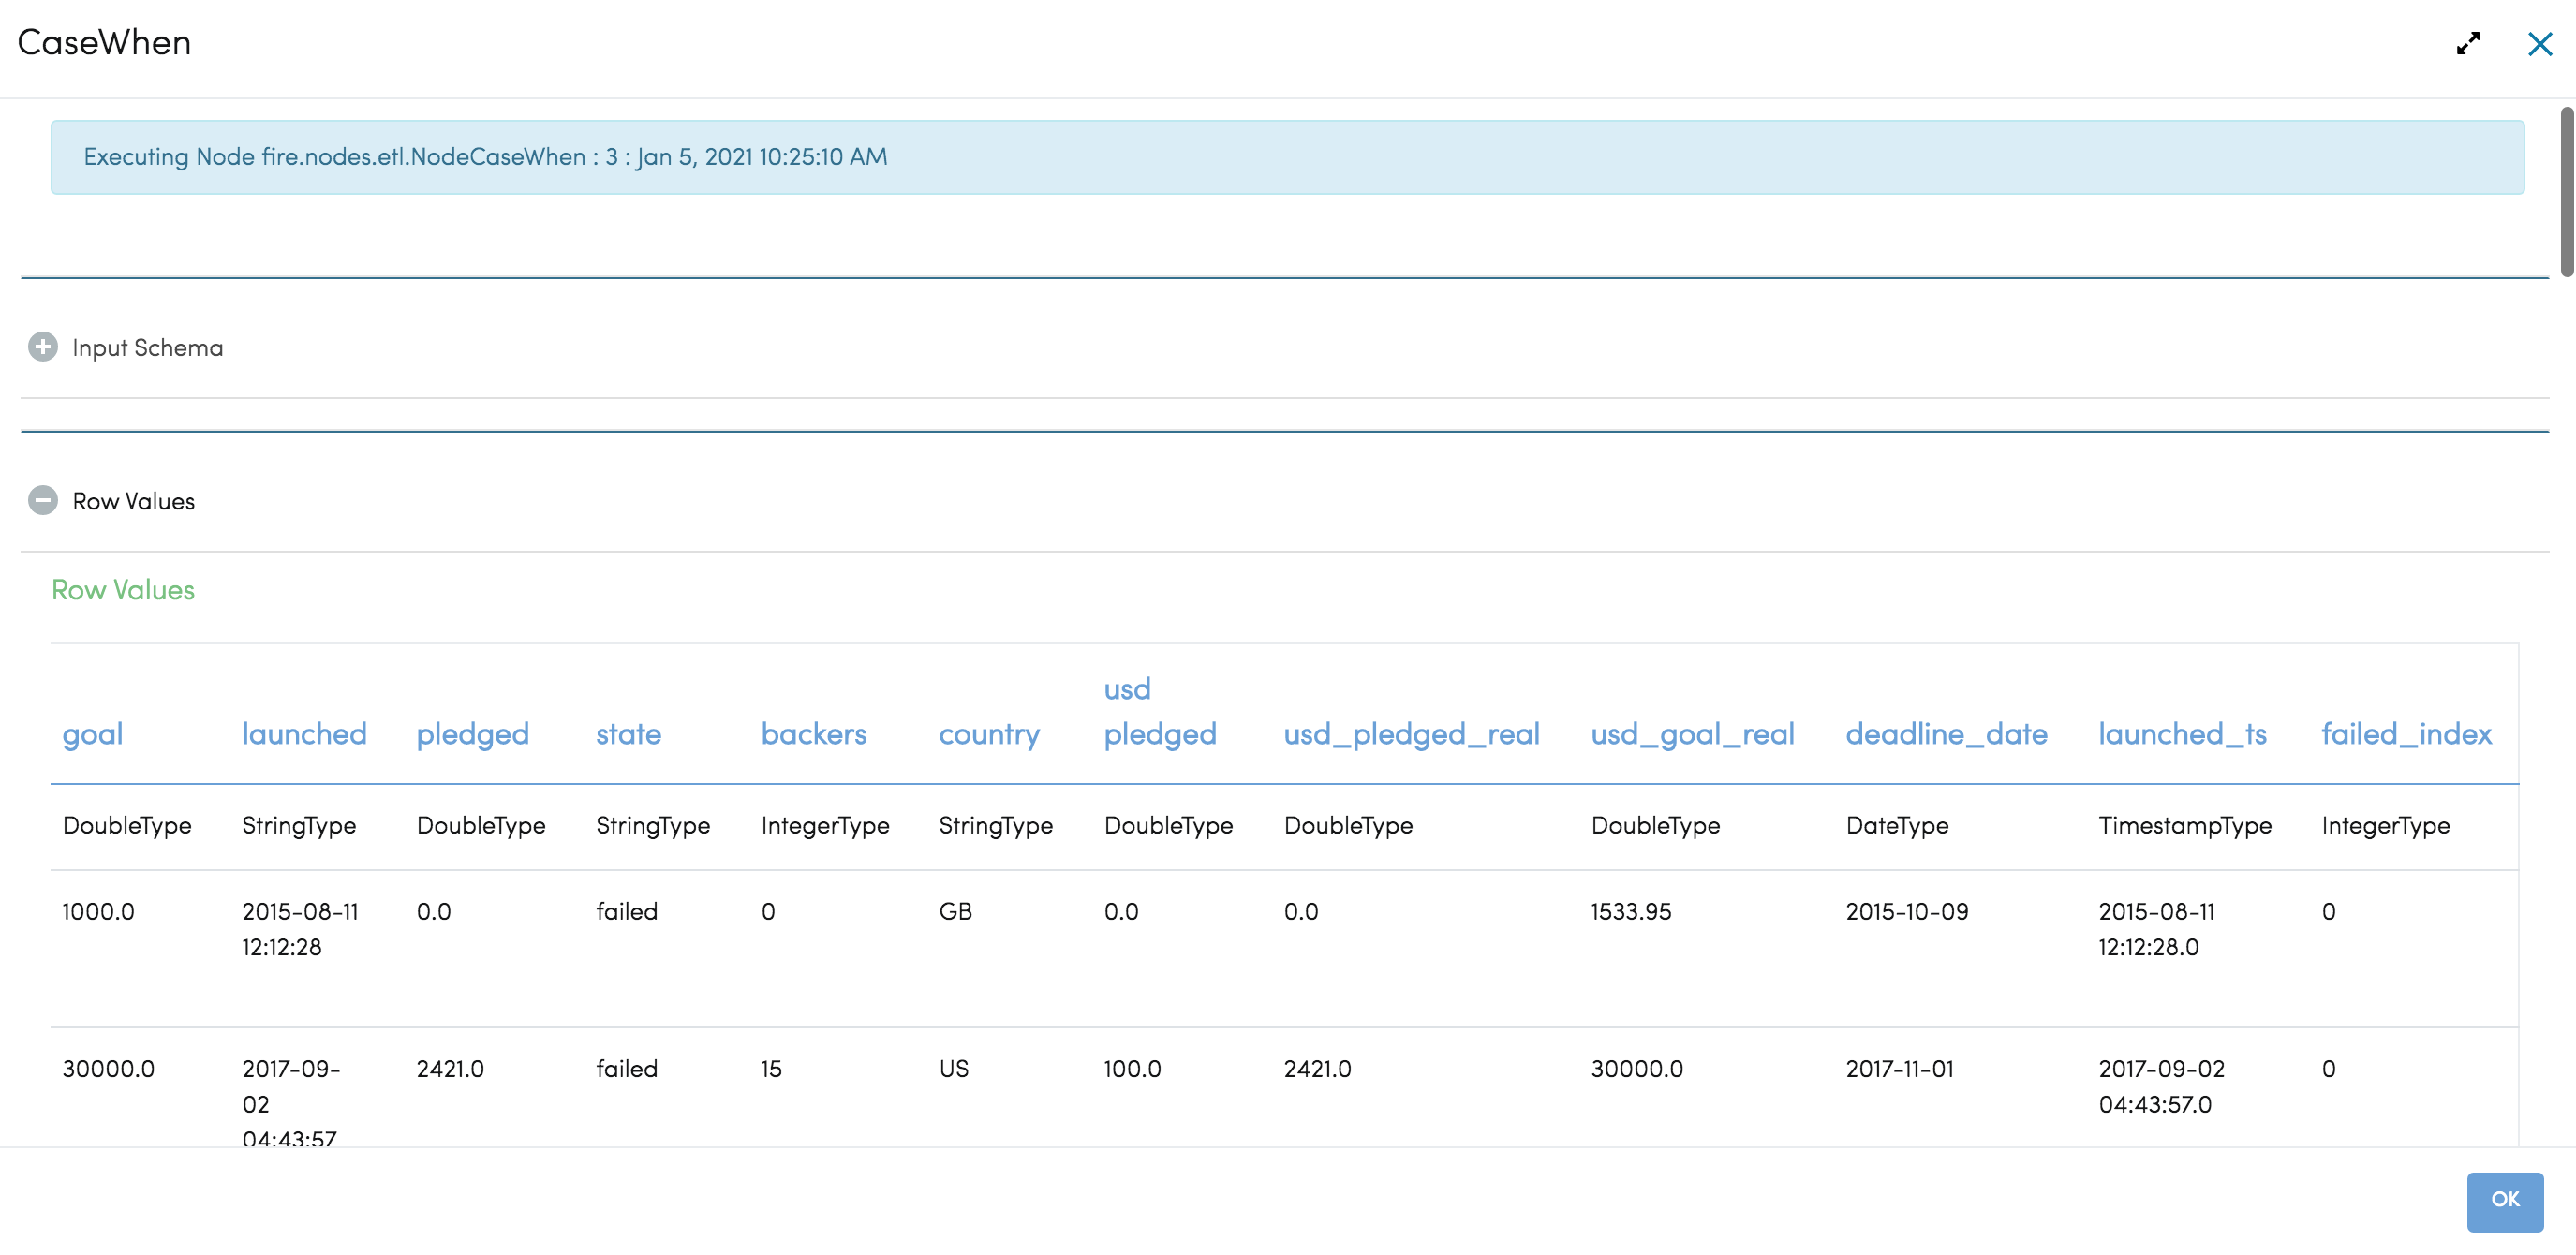 CaseWhen
Executing Node fire.nodes.etl.NodeCaseWhen : 3 : Jan 5, 2021 10:25:10 AM
Input Schema
Row Values
Row Values
goal launched pledged state backers country usd pledged usd_pledged_real usd_goal_real deadline_date launched_ts failed_index
DoubleType StringType DoubleType StringType IntegerType StringType DoubleType DoubleType DoubleType DateType TimestampType IntegerType
1000.0 2015-08-11 0.0 failed 0 GB 0.0 0.0 1533.95 2015-10-09 2015-08-11 0
12:12:28 12:12:28.0
30000.0 2017-09- 2421.0 failed 15 US 100.0 2421.0 30000.0 2017-11-01 2017-09-02 0
02 04:43:57.0
04:43:57
OK